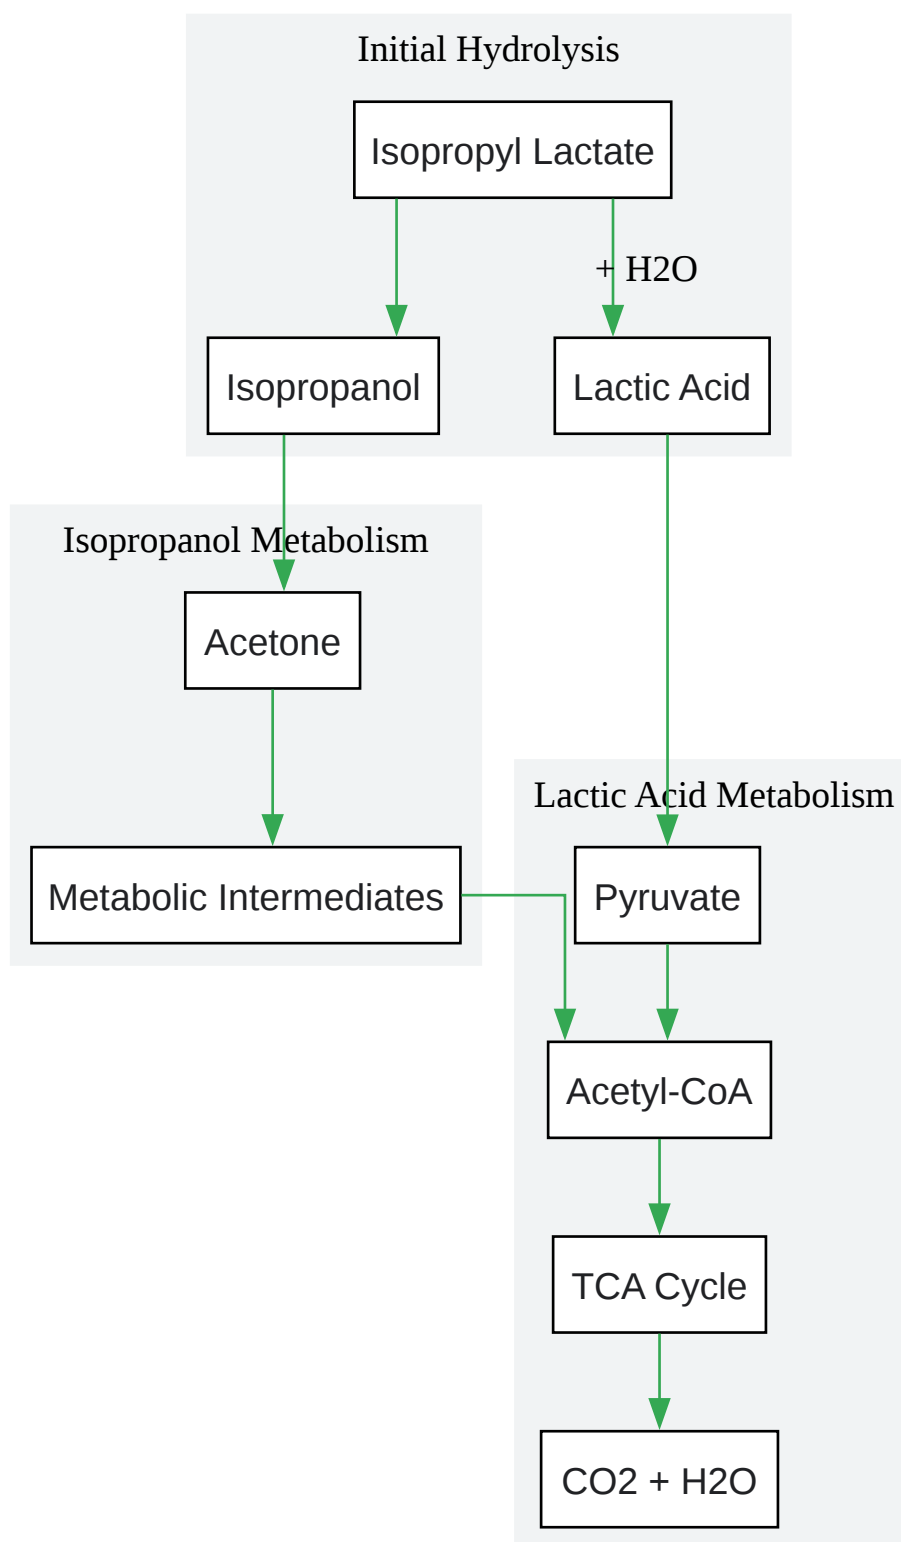 Initial Hydrolysis
Isopropyl Lactate
+ H2O
Isopropanol
Lactic Acid
Isopropanol Metabolism
Acetone
Lactic Acid Metabolism
Metabolic Intermediates
Pyruvate
Acetyl-CoA
TCA Cycle
CO2 + H2O